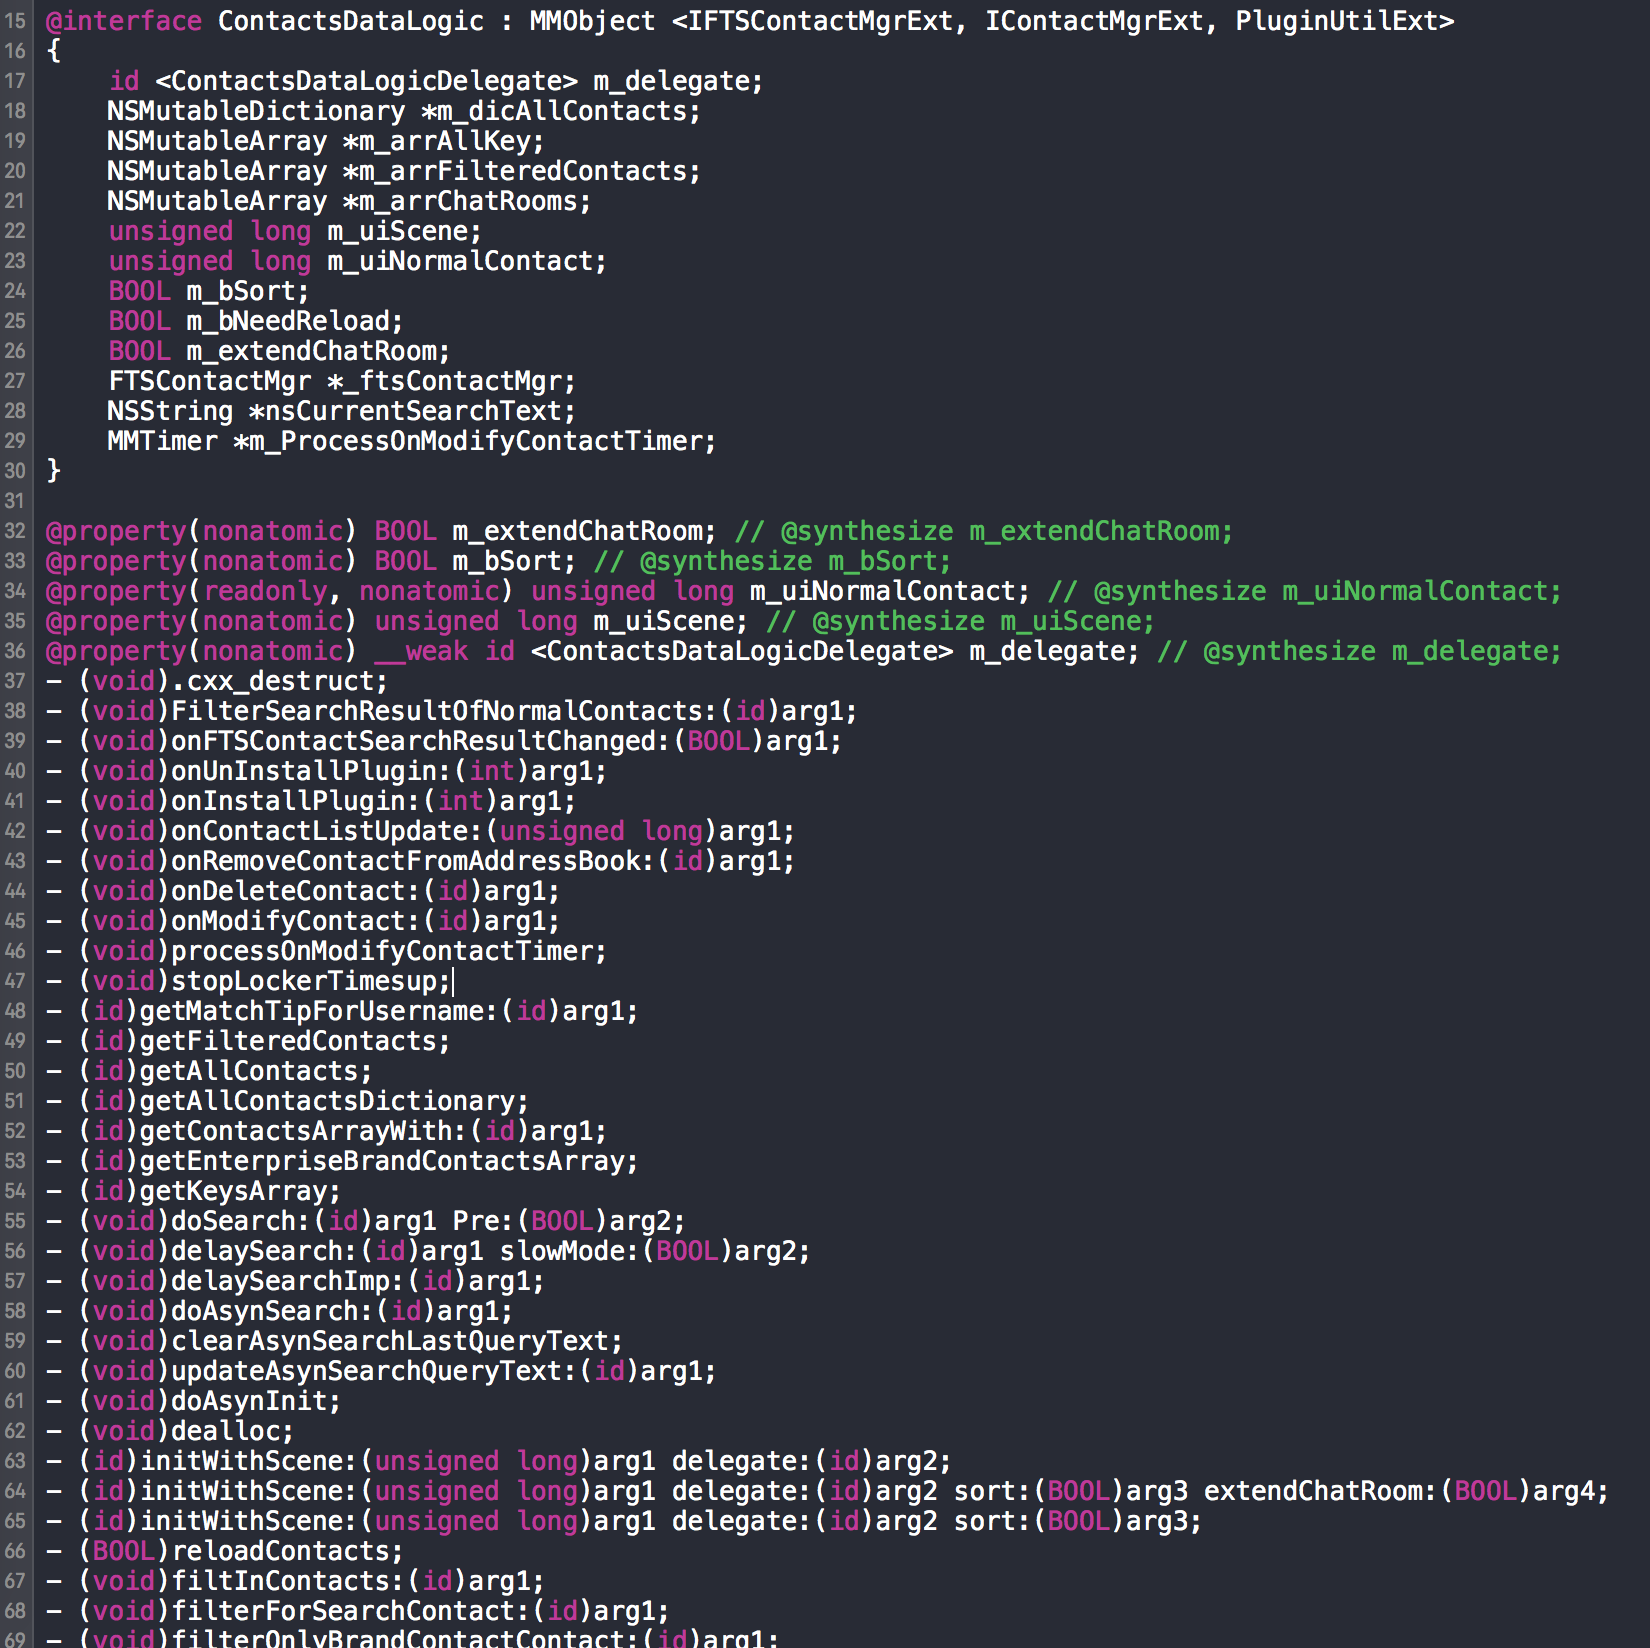 15 @interface ContactsDataLogic : MMObject <IFTSContactMgrExt, IContactMgrExt, PluginUtilExt>
16 {
17     id <ContactsDataLogicDelegate> m_delegate;
18     NSMutableDictionary *m_dicAllContacts;
19     NSMutableArray *m_arrAllKey;
20     NSMutableArray *m_arrFilteredContacts;
21     NSMutableArray *m_arrChatRooms;
22     unsigned long m_uiScene;
23     unsigned long m_uiNormalContact;
24     BOOL m_bSort;
25     BOOL m_bNeedReload;
26     BOOL m_extendChatRoom;
27     FTSContactMgr *_ftsContactMgr;
28     NSString *nsCurrentSearchText;
29     MMTimer *m_ProcessOnModifyContactTimer;
30 }
31
32 @property(nonatomic) BOOL m_extendChatRoom; // @synthesize m_extendChatRoom;
33 @property(nonatomic) BOOL m_bSort; // @synthesize m_bSort;
34 @property(readonly, nonatomic) unsigned long m_uiNormalContact; // @synthesize m_uiNormalContact;
35 @property(nonatomic) unsigned long m_uiScene; // @synthesize m_uiScene;
36 @property(nonatomic) __weak id <ContactsDataLogicDelegate> m_delegate; // @synthesize m_delegate;
37 - (void).cxx_destruct;
38 - (void)FilterSearchResultOfNormalContacts:(id)arg1;
39 - (void)onFTSContactSearchResultChanged:(BOOL)arg1;
40 - (void)onUnInstallPlugin:(int)arg1;
41 - (void)onInstallPlugin:(int)arg1;
42 - (void)onContactListUpdate:(unsigned long)arg1;
43 - (void)onRemoveContactFromAddressBook:(id)arg1;
44 - (void)onDeleteContact:(id)arg1;
45 - (void)onModifyContact:(id)arg1;
46 - (void)processOnModifyContactTimer;
47 - (void)stopLockerTimesup;
48 - (id)getMatchTipForUsername:(id)arg1;
49 - (id)getFilteredContacts;
50 - (id)getAllContacts;
51 - (id)getAllContactsDictionary;
52 - (id)getContactsArrayWith:(id)arg1;
53 - (id)getEnterpriseBrandContactsArray;
54 - (id)getKeysArray;
55 - (void)doSearch:(id)arg1 Pre:(BOOL)arg2;
56 - (void)delaySearch:(id)arg1 slowMode:(BOOL)arg2;
57 - (void)delaySearchImp:(id)arg1;
58 - (void)doAsynSearch:(id)arg1;
59 - (void)clearAsynSearchLastQueryText;
60 - (void)updateAsynSearchQueryText:(id)arg1;
61 - (void)doAsynInit;
62 - (void)dealloc;
63 - (id)initWithScene:(unsigned long)arg1 delegate:(id)arg2;
64 - (id)initWithScene:(unsigned long)arg1 delegate:(id)arg2 sort:(BOOL)arg3 extendChatRoom:(BOOL)arg4;
65 - (id)initWithScene:(unsigned long)arg1 delegate:(id)arg2 sort:(BOOL)arg3;
66 - (BOOL)reloadContacts;
67 - (void)filtInContacts:(id)arg1;
68 - (void)filterForSearchContact:(id)arg1;
69 - (void)filterOnlyBrandContactContact:(id)arg1;